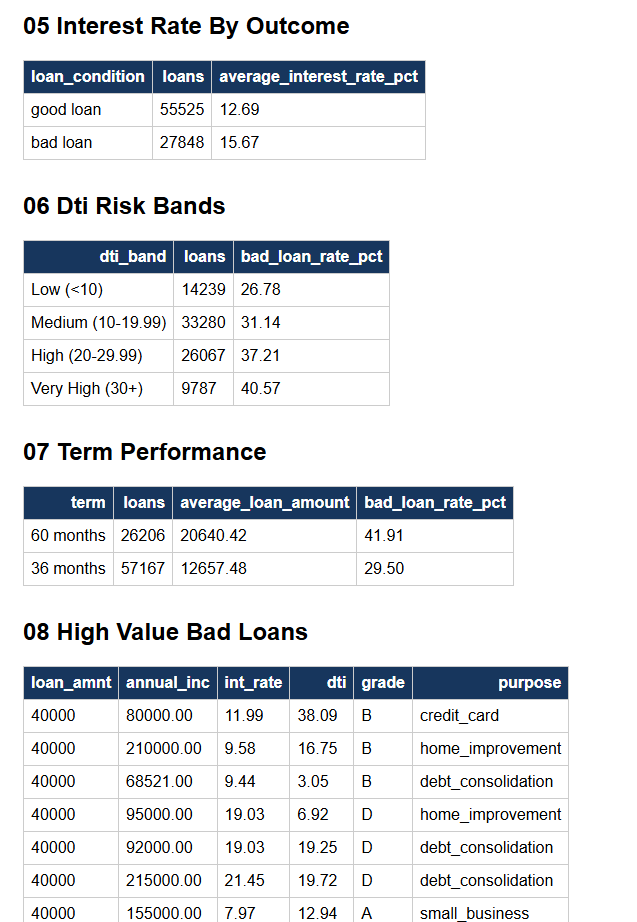 05 Interest Rate By Outcome
loan_condition loans average_interest_rate_pct
good loan 55525 12.69
bad loan 27848 15.67
06 Dti Risk Bands
dti_band loans bad_loan_rate_pct
Low (<10) 14239 26.78
Medium (10-19.99) 33280 31.14
High (20-29.99) 26067 37.21
Very High (30+) 9787 40.57
07 Term Performance
term loans average_loan_amount bad_loan_rate_pct
60 months 26206 20640.42 41.91
36 months 57167 12657.48 29.50
08 High Value Bad Loans
loan_amnt annual_inc int_rate dti grade purpose
40000 80000.00 11.99 38.09 B credit_card
40000 210000.00 9.58 16.75 B home_improvement
40000 68521.00 9.44 3.05 B debt_consolidation
40000 95000.00 19.03 6.92 D home_improvement
40000 92000.00 19.03 19.25 D debt_consolidation
40000 215000.00 21.45 19.72 D debt_consolidation
40000 155000.00 7.97 12.94 A small_business